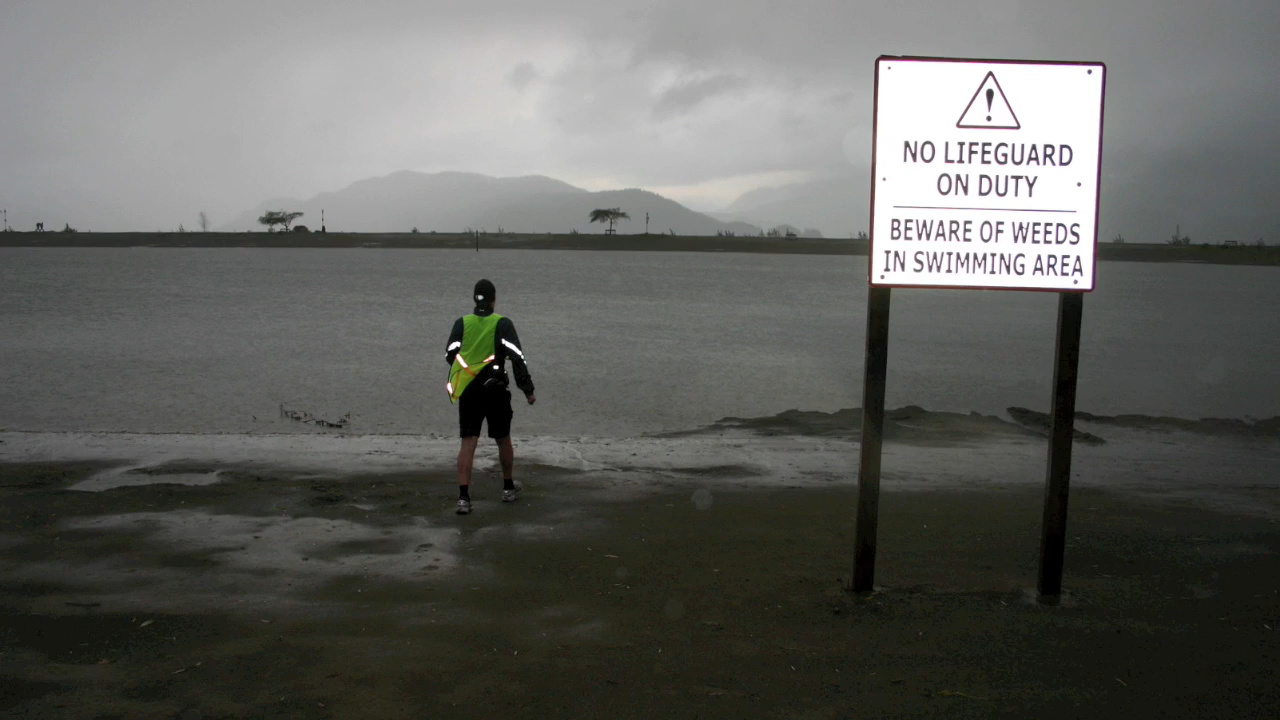 NO LIFEGUARD
ON DUTY
BEWARE OF WEEDS
IN SWIMMING AREA